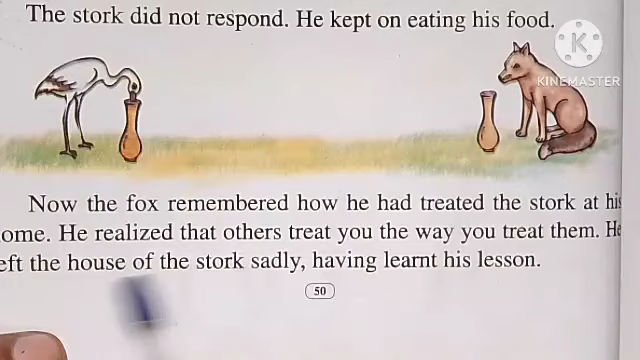 The stork did not respond. He kept on eating his food.
K
KINEMASTER
Now the fox remembered how he had treated the stork at his
ome. He realized that others treat you the way you treat them. He
eft the house of the stork sadly, having learnt his lesson.
50